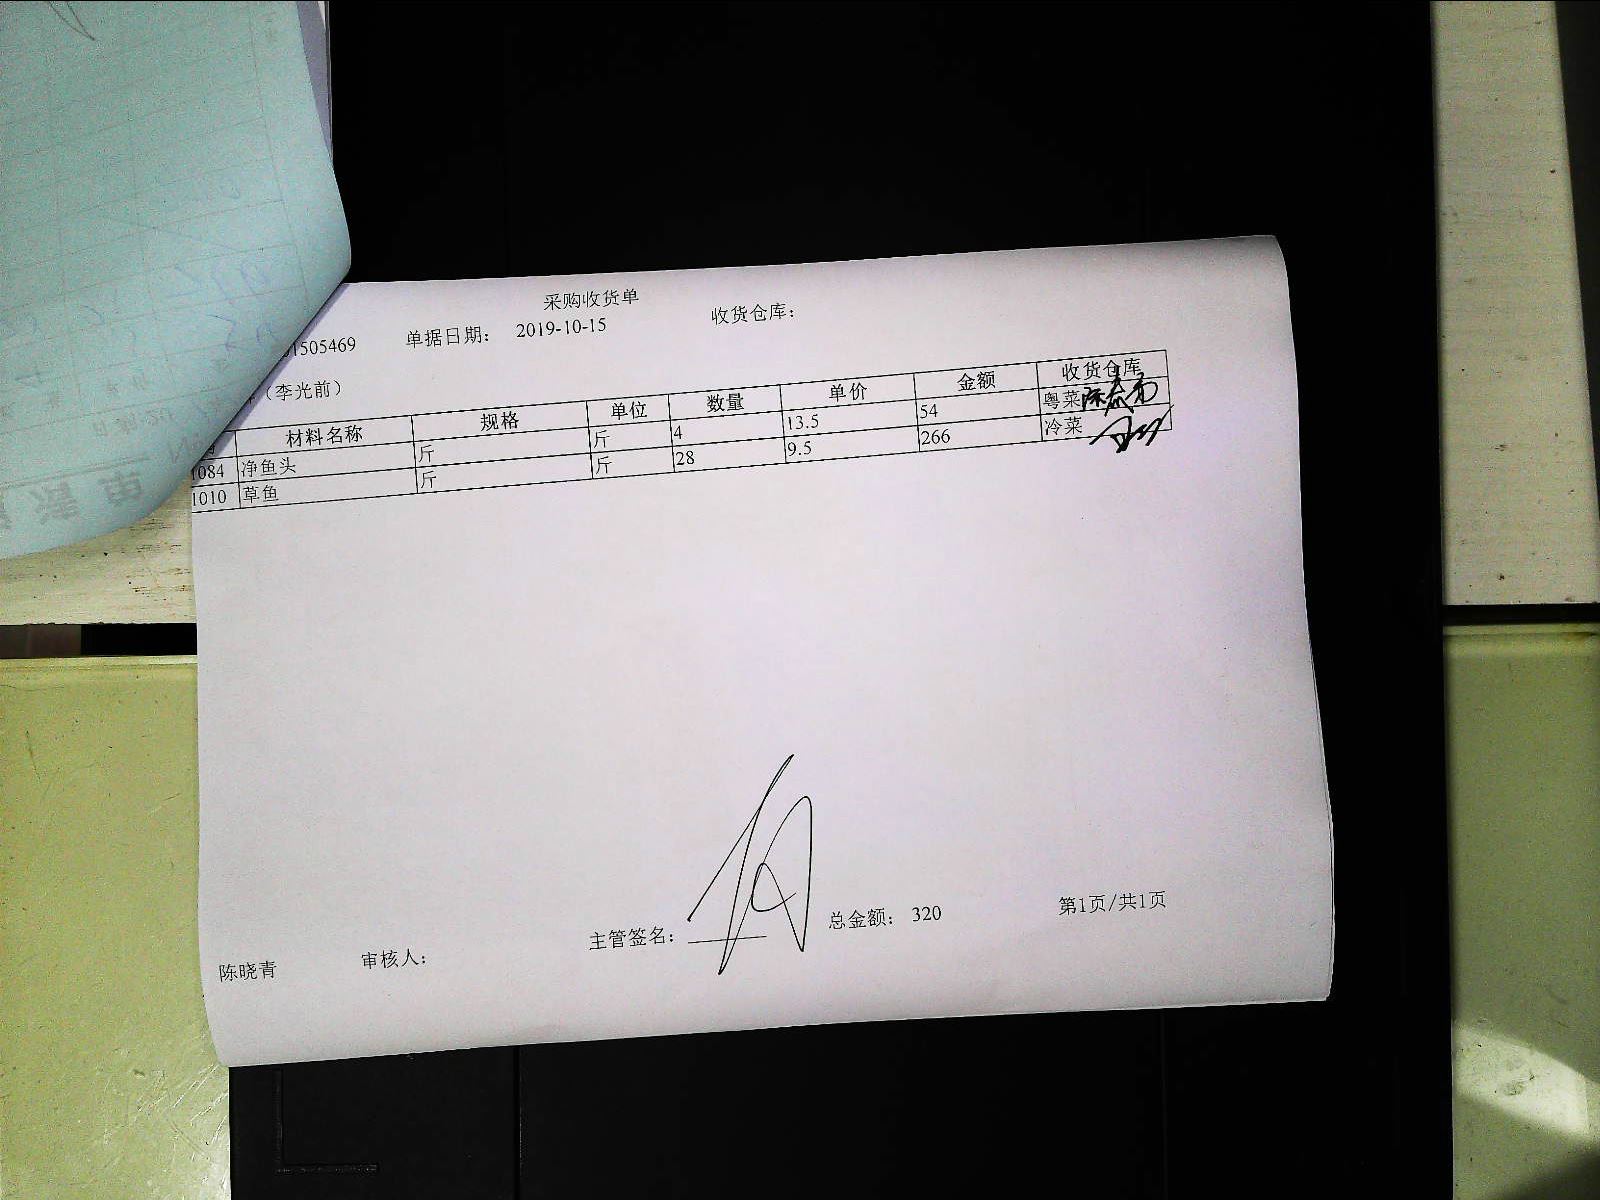 采购收货单
1505469 单据日期： 2019-10-15 收货仓库：
（李光前）
材料名称 规格 单位 数量 单价 金额 收货仓库
1084 净鱼头 斤 斤 4 13.5 54 粤菜
1010 草鱼 斤 斤 28 9.5 266 冷菜
陈晓青 审核人： 主管签名： 总金额： 320 第1页/共1页